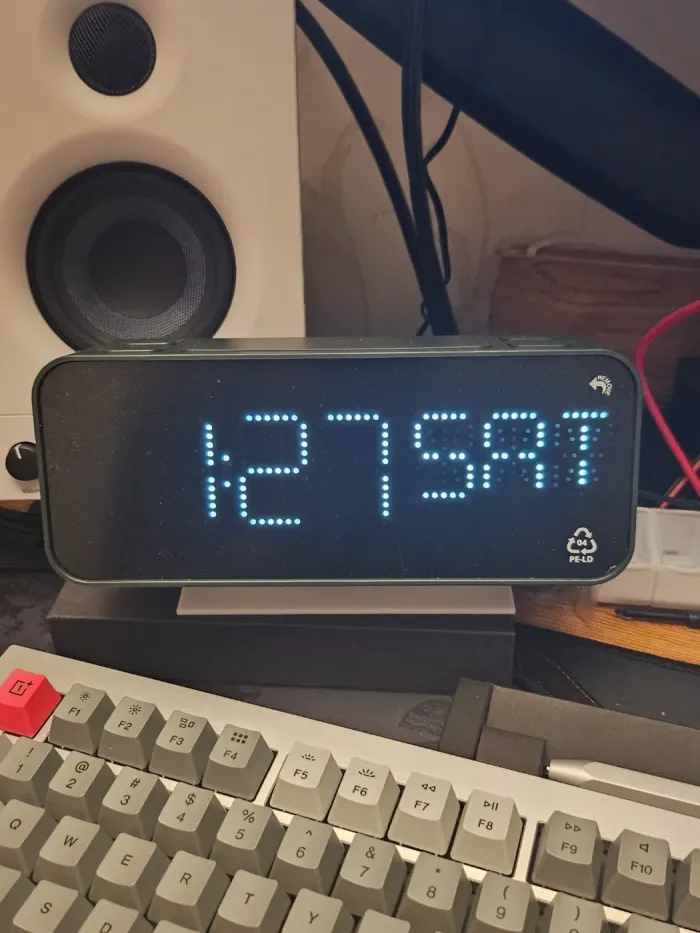 REMOVE
1:27 SAT
04
PE-LD
F1
F2
F3
F4
F5
F6
F7
F8
F9
F10
! 1
@ 2
# 3
$ 4
% 5
^ 6
& 7
* 8
( 9
)
Q
W
E
R
T
Y
S
D